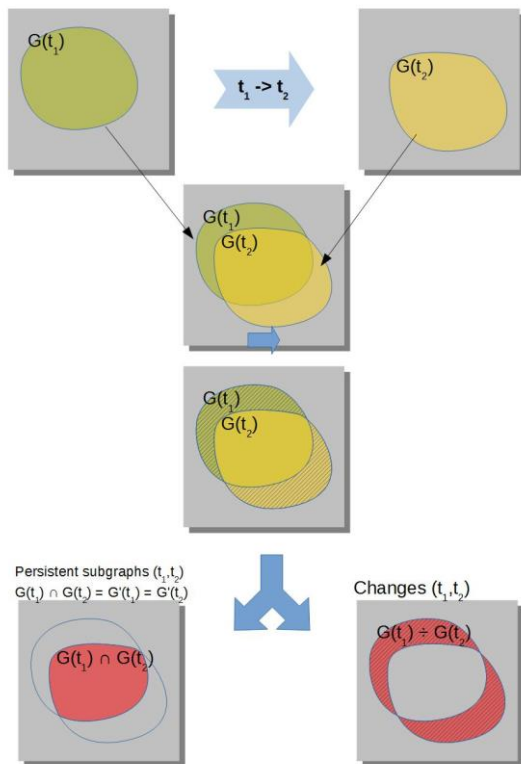 G(t₁)
t₁ -> t₂
G(t₂)
G(t₁)
G(t₂)
G(t₁)
G(t₂)
Persistent subgraphs (t₁,t₂)
G(t₁) ∩ G(t₂) = G'(t₁) = G'(t₂)
G(t₁) ∩ G(t₂)
Changes (t₁,t₂)
G(t₁) ÷ G(t₂)